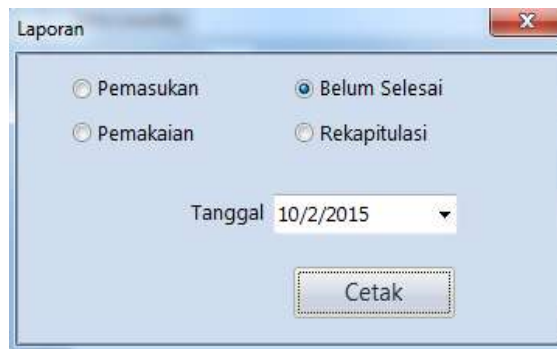 Laporan
Pemasukan Belum Selesai
Pemakaian Rekapitulasi
Tanggal 10/2/2015
Cetak